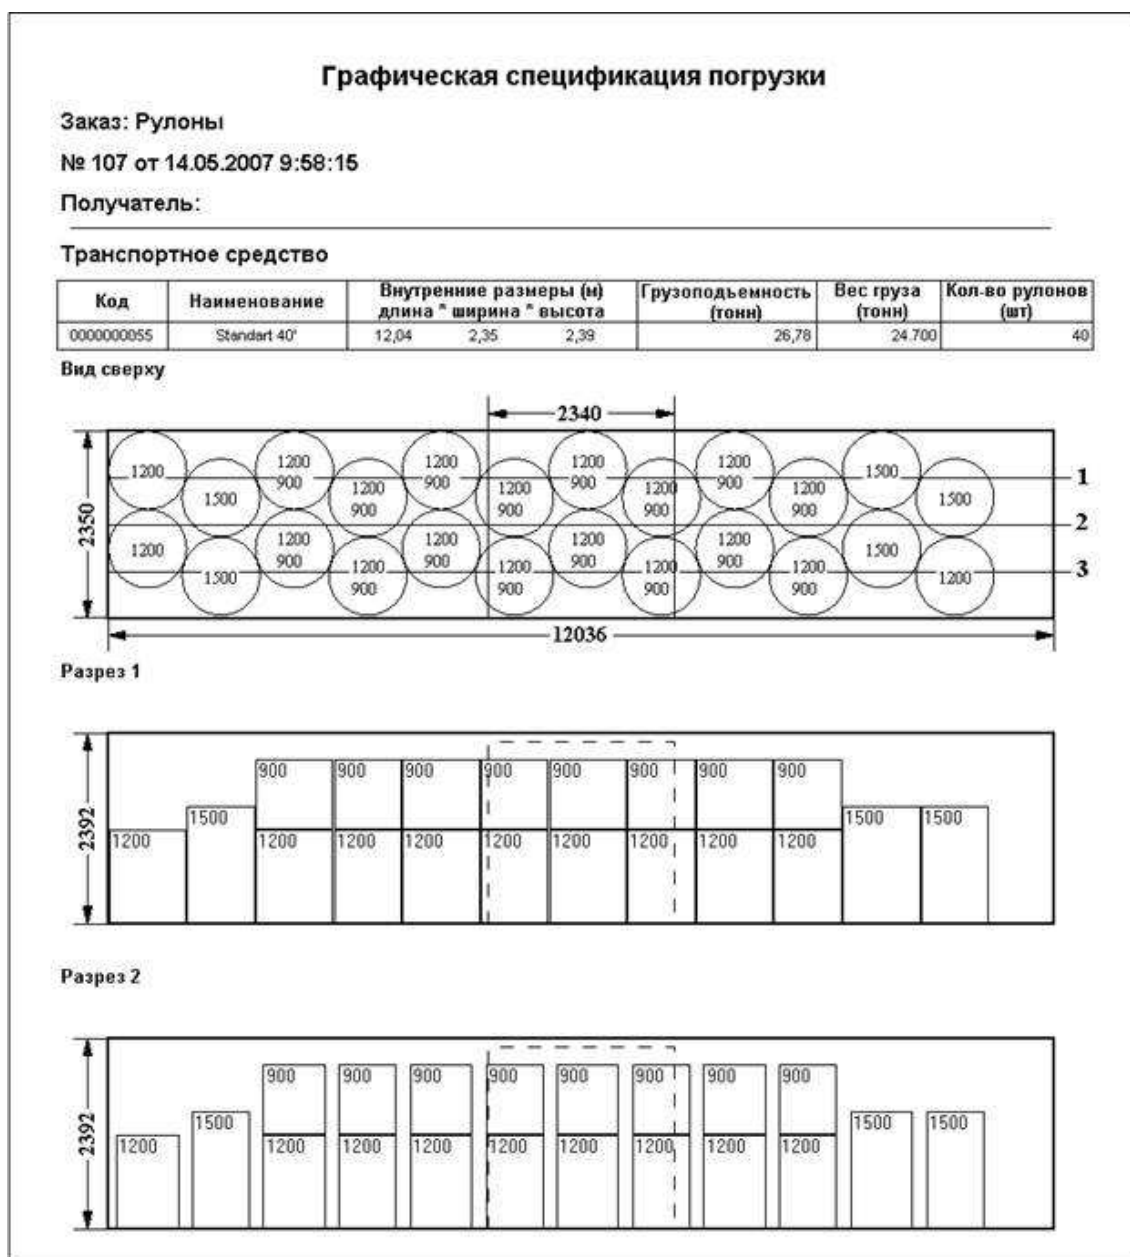 Графическая спецификация погрузки
Заказ: Рулоны
№ 107 от 14.05.2007 9:58:15
Получатель:
Транспортное средство
Код Наименование Внутренние размеры (м) длина * ширина * высота Грузоподъемность (тонн) Вес груза (тонн) Кол-во рулонов (шт)
0000000055 Standart 40' 12,04 2,35 2,39 26,78 24.700 40
Вид сверху
2340
1200 1200 1200 1200 1200 1500
900 900 900 900
1500 1200 1200 1200 1200 1500
900 900 900 900
1
2350
2
1200 1200 1200 1200 1200 1500
900 900 900 900
1500 1200 1200 1200 1200 1200
900 900 900 900
3
12036
Разрез 1
900 900 900 900 900 900 900 900
1500 1500 1500
2392
1200 1200 1200 1200 1200 1200 1200 1200 1200
Разрез 2
900 900 900 900 900 900 900 900
1500 1500 1500
2392
1200 1200 1200 1200 1200 1200 1200 1200 1200